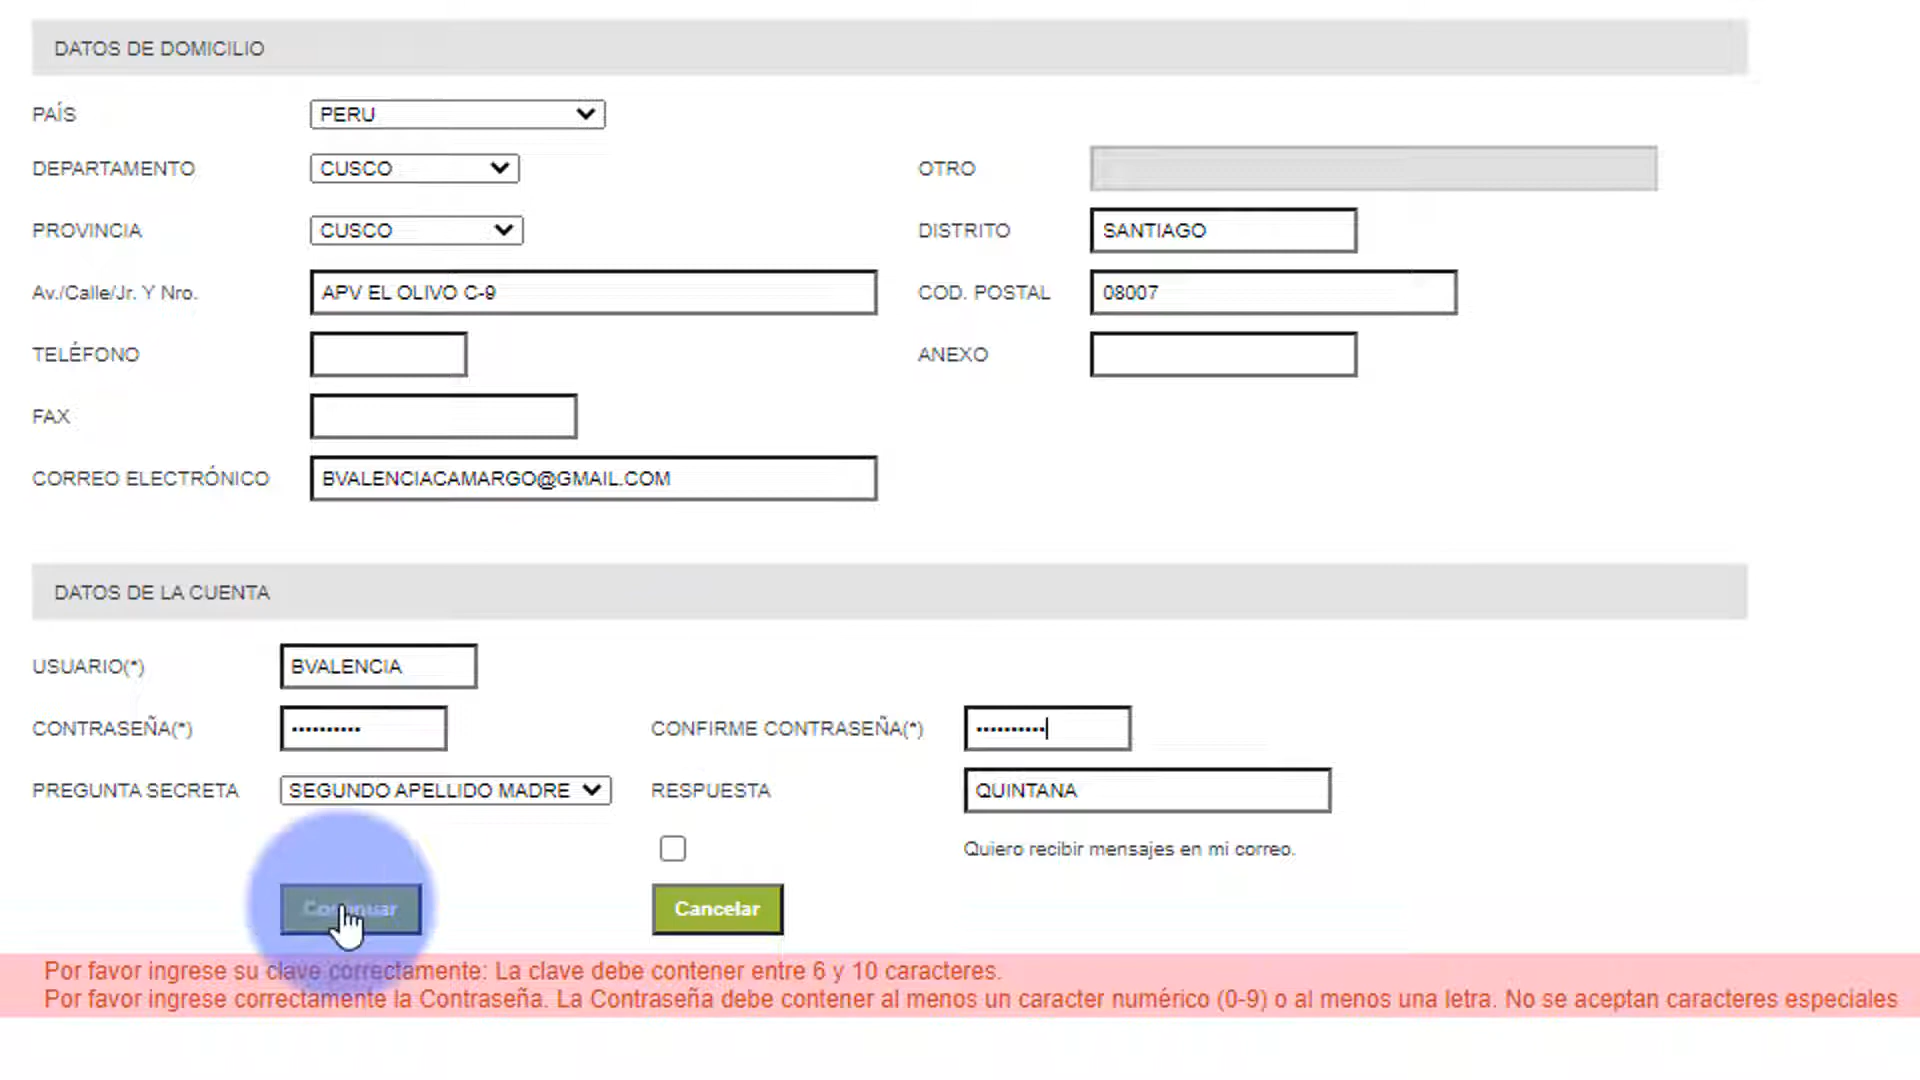 DATOS DE DOMICILIO
PAÍS PERU
DEPARTAMENTO CUSCO OTRO
PROVINCIA CUSCO DISTRITO SANTIAGO
Av./Calle/Jr. Y Nro. APV EL OLIVO C-9 COD. POSTAL 08007
TELÉFONO ANEXO
FAX
CORREO ELECTRÓNICO BVALENCIACAMARGO@GMAIL.COM
DATOS DE LA CUENTA
USUARIO(*) BVALENCIA
CONTRASEÑA(*) •••••••••• CONFIRME CONTRASEÑA(*) ••••••••••
PREGUNTA SECRETA SEGUNDO APELLIDO MADRE RESPUESTA QUINTANA
Quiero recibir mensajes en mi correo.
Continuar Cancelar
Por favor ingrese su clave correctamente: La clave debe contener entre 6 y 10 caracteres.
Por favor ingrese correctamente la Contraseña. La Contraseña debe contener al menos un caracter numérico (0-9) o al menos una letra. No se aceptan caracteres especiales